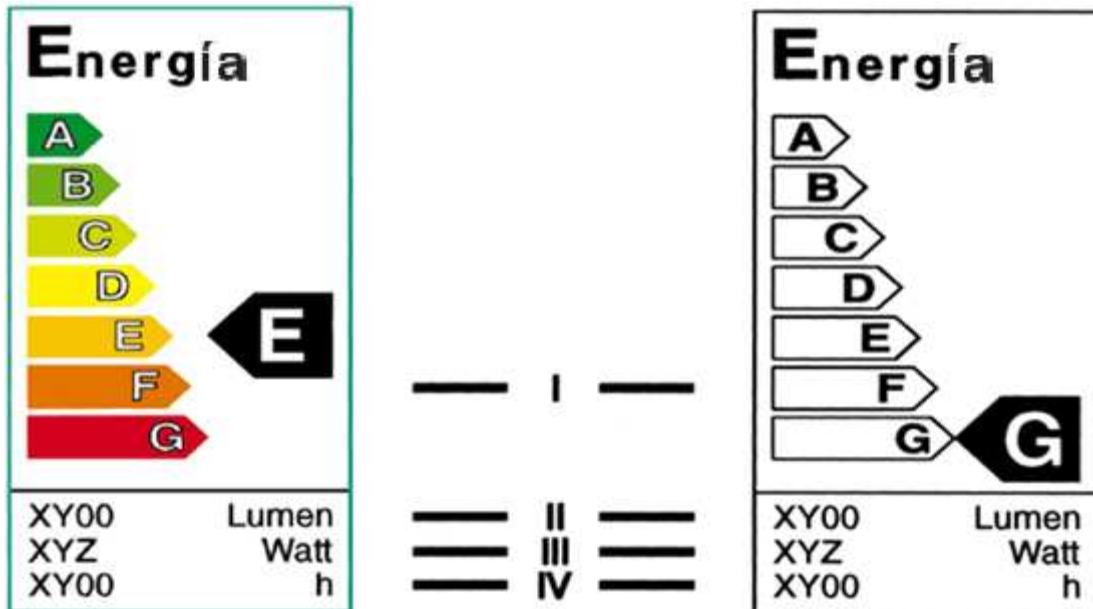 Energía
A
B
C
D
E
E
F
G
XY00 Lumen
XYZ Watt
XY00 h
I
II
III
IV
Energía
A
B
C
D
E
F
G
G
XY00 Lumen
XYZ Watt
XY00 h